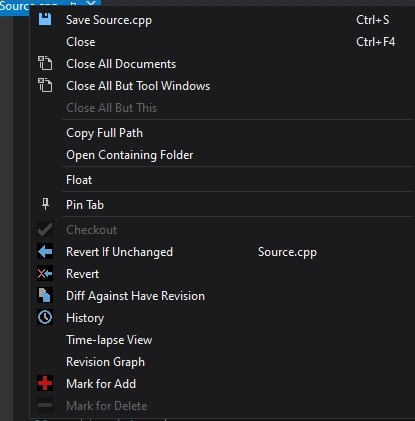 Source.cpp
Save Source.cpp Ctrl+S
Close Ctrl+F4
Close All Documents
Close All But Tool Windows
Close All But This
Copy Full Path
Open Containing Folder
Float
Pin Tab
Checkout
Revert If Unchanged Source.cpp
Revert
Diff Against Have Revision
History
Time-lapse View
Revision Graph
Mark for Add
Mark for Delete